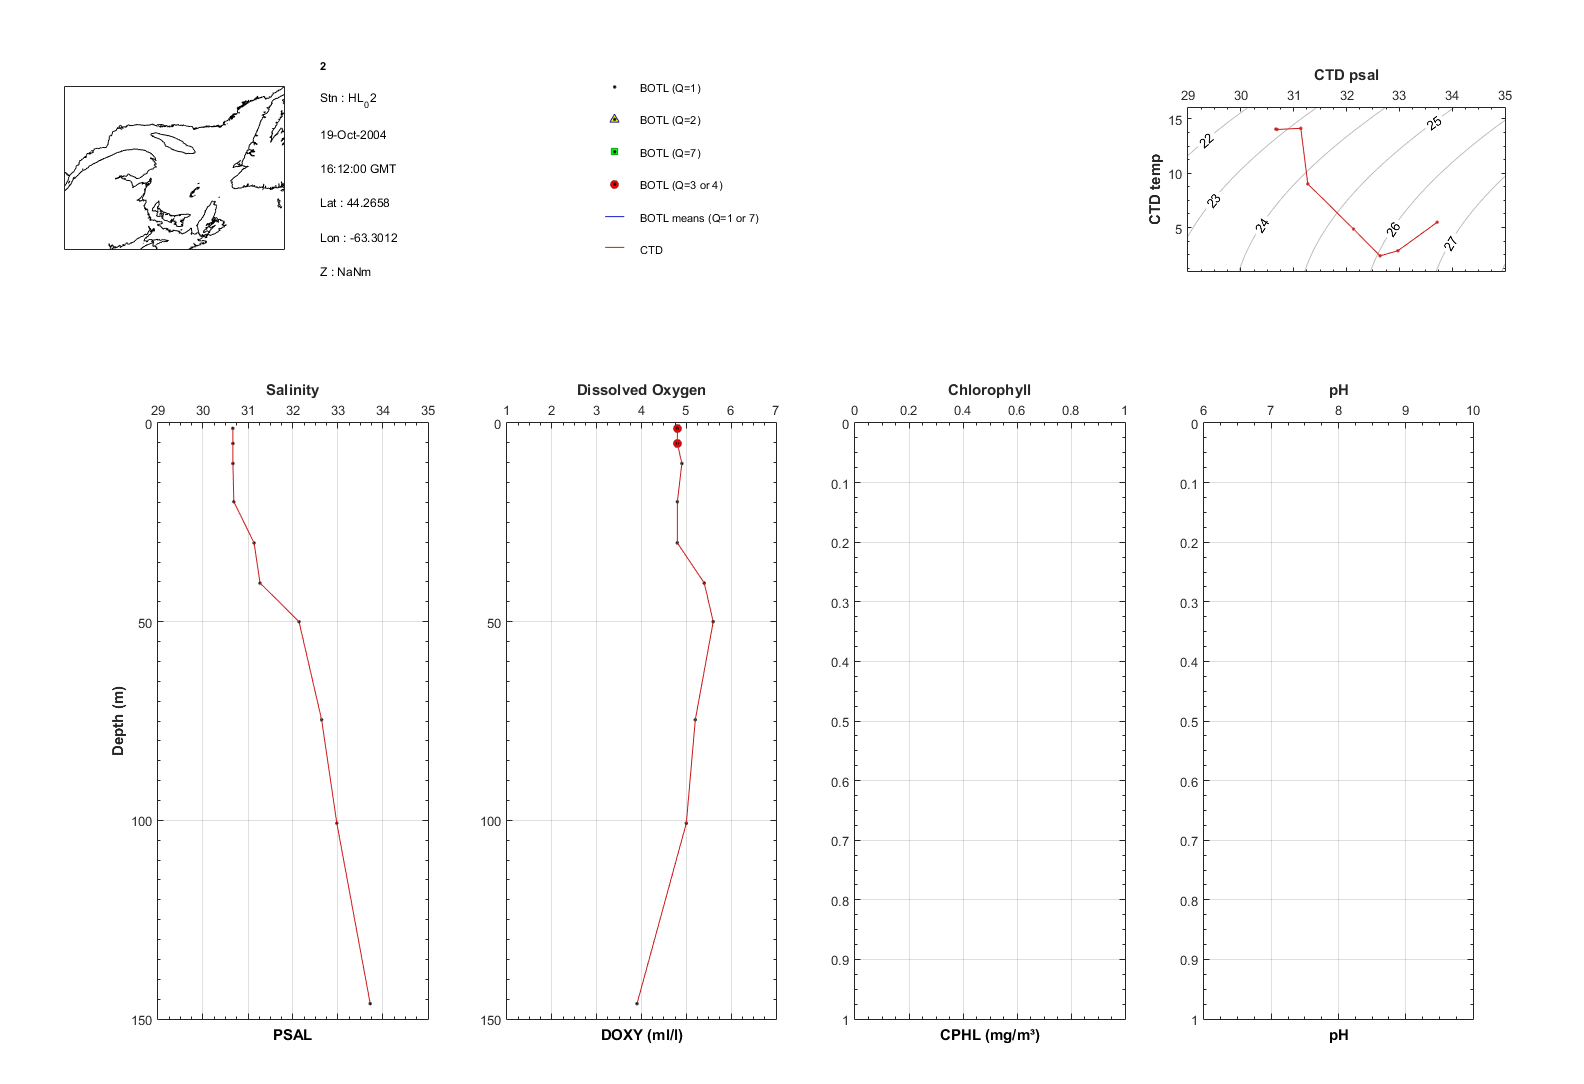 2
Stn : HL₀2
19-Oct-2004
16:12:00 GMT
Lat : 44.2658
Lon : -63.3012
Z : NaNm
BOTL (Q=1)
BOTL (Q=2)
BOTL (Q=7)
BOTL (Q=3 or 4)
BOTL means (Q=1 or 7)
CTD
CTD psal
29 30 31 32 33 34 35
15
10
5
CTD temp
22
23
24
25
26
27
Salinity
29 30 31 32 33 34 35
0
50
100
150
Depth (m)
PSAL
Dissolved Oxygen
1 2 3 4 5 6 7
0
50
100
150
DOXY (ml/l)
Chlorophyll
0 0.2 0.4 0.6 0.8 1
0
0.1
0.2
0.3
0.4
0.5
0.6
0.7
0.8
0.9
1
CPHL (mg/m³)
pH
6 7 8 9 10
0
0.1
0.2
0.3
0.4
0.5
0.6
0.7
0.8
0.9
1
pH